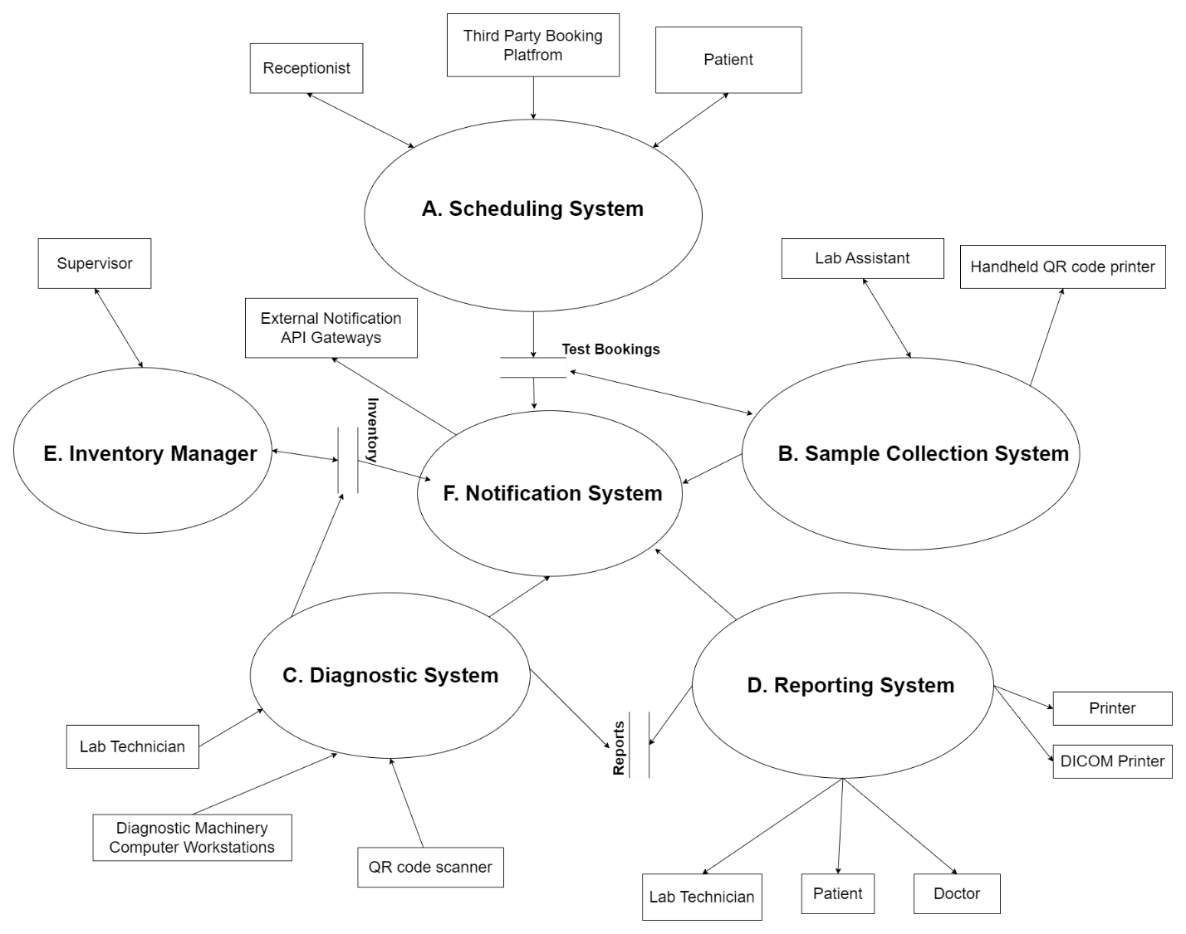 Third Party Booking
Platfrom
Patient
Receptionist
A. Scheduling System
Supervisor
Lab Assistant
Handheld QR code printer
External Notification
API Gateways
Test Bookings
Inventory
E. Inventory Manager
B. Sample Collection System
F. Notification System
C. Diagnostic System
D. Reporting System
Printer
Reports
Lab Technician
DICOM Printer
Diagnostic Machinery
Computer Workstations
QR code scanner
Lab Technician
Patient
Doctor